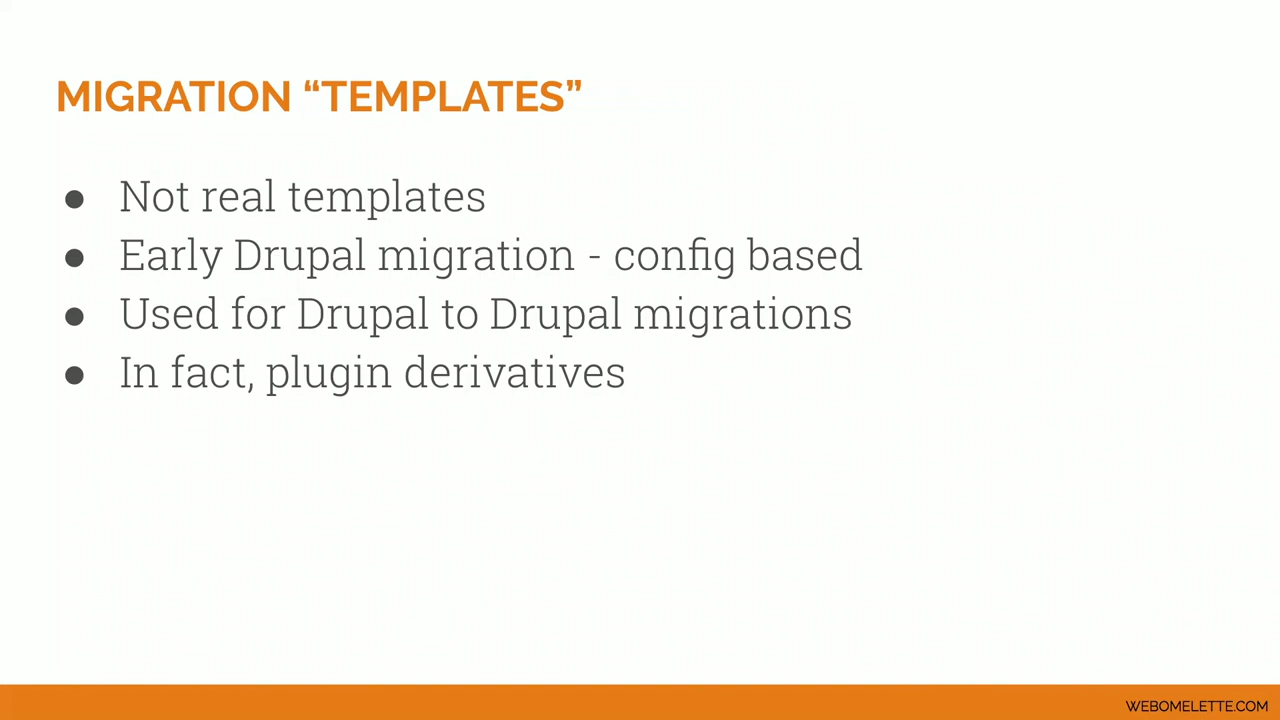 MIGRATION “TEMPLATES”
● Not real templates
● Early Drupal migration - config based
● Used for Drupal to Drupal migrations
● In fact, plugin derivatives
WEBOMELETTE.COM